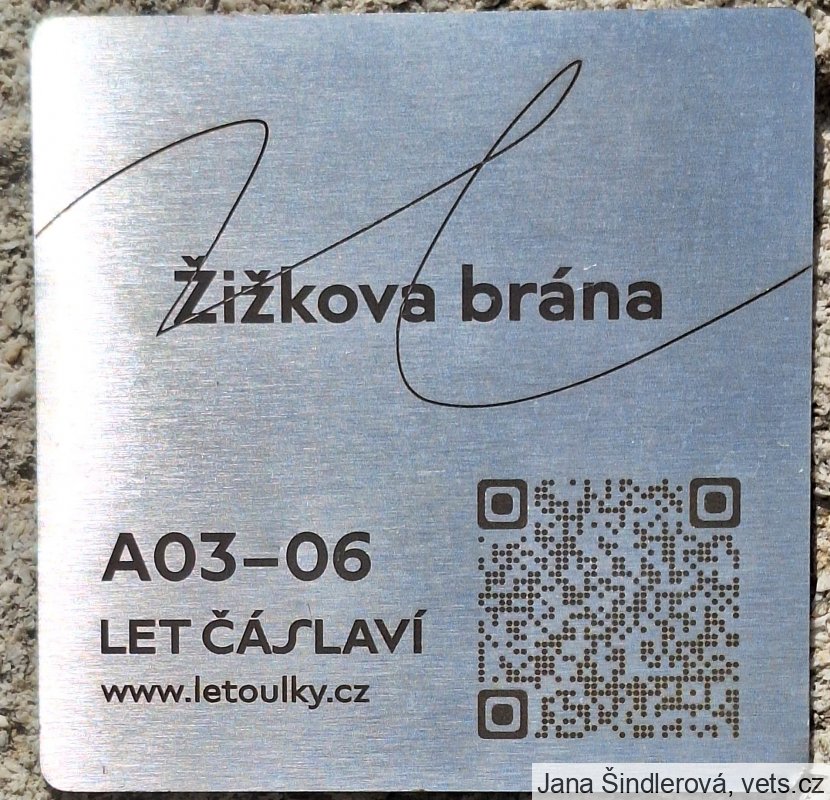 Žižkova brána
A03–06
LET ČÁSLAVÍ
www.letoulky.cz
Jana Šindlerová, vets.cz